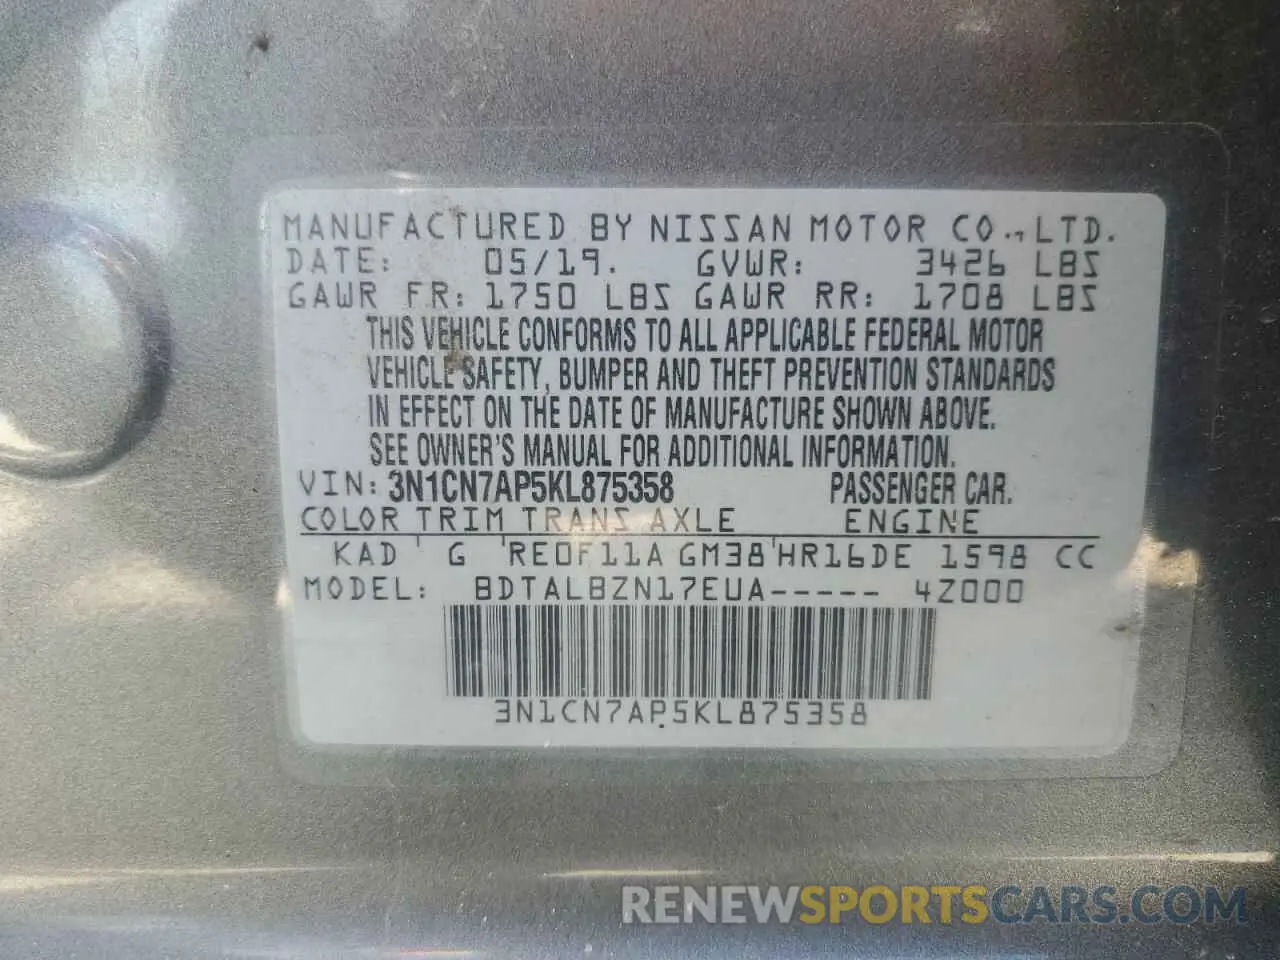 MANUFACTURED BY NISSAN MOTOR CO., LTD.
DATE: 05/19. GVWR: 3426 LBS
GAWR FR: 1750 LBS GAWR RR: 1708 LBS
THIS VEHICLE CONFORMS TO ALL APPLICABLE FEDERAL MOTOR
VEHICLE SAFETY, BUMPER AND THEFT PREVENTION STANDARDS
IN EFFECT ON THE DATE OF MANUFACTURE SHOWN ABOVE.
SEE OWNER'S MANUAL FOR ADDITIONAL INFORMATION.
VIN: 3N1CN7AP5KL875358 PASSENGER CAR.
COLOR TRIM TRANS AXLE ENGINE
KAD G RE0F11A GM38 HR16DE 1598 CC
MODEL: BDTALBZN17EUA----- 4Z000
3N1CN7AP5KL875358
RENEWSPORTSCARS.COM